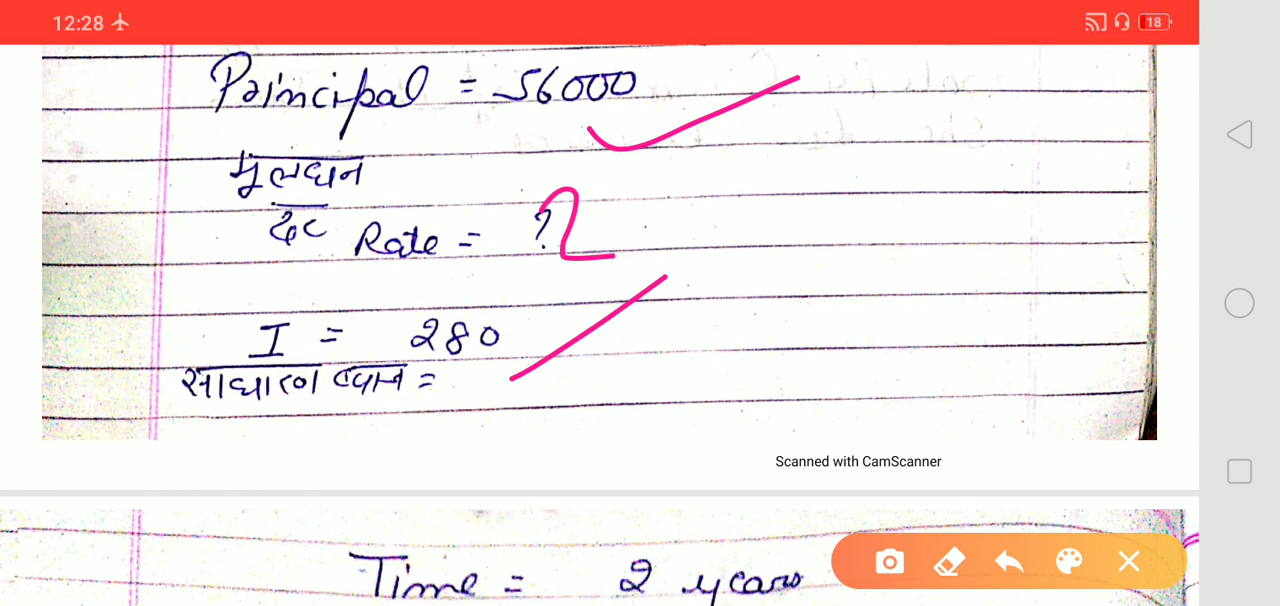 12:28
18
Principal = 56000
मूलधन
दर Rate = ?
I = 280
साधारण ब्याज =
Scanned with CamScanner
Time = 2 years